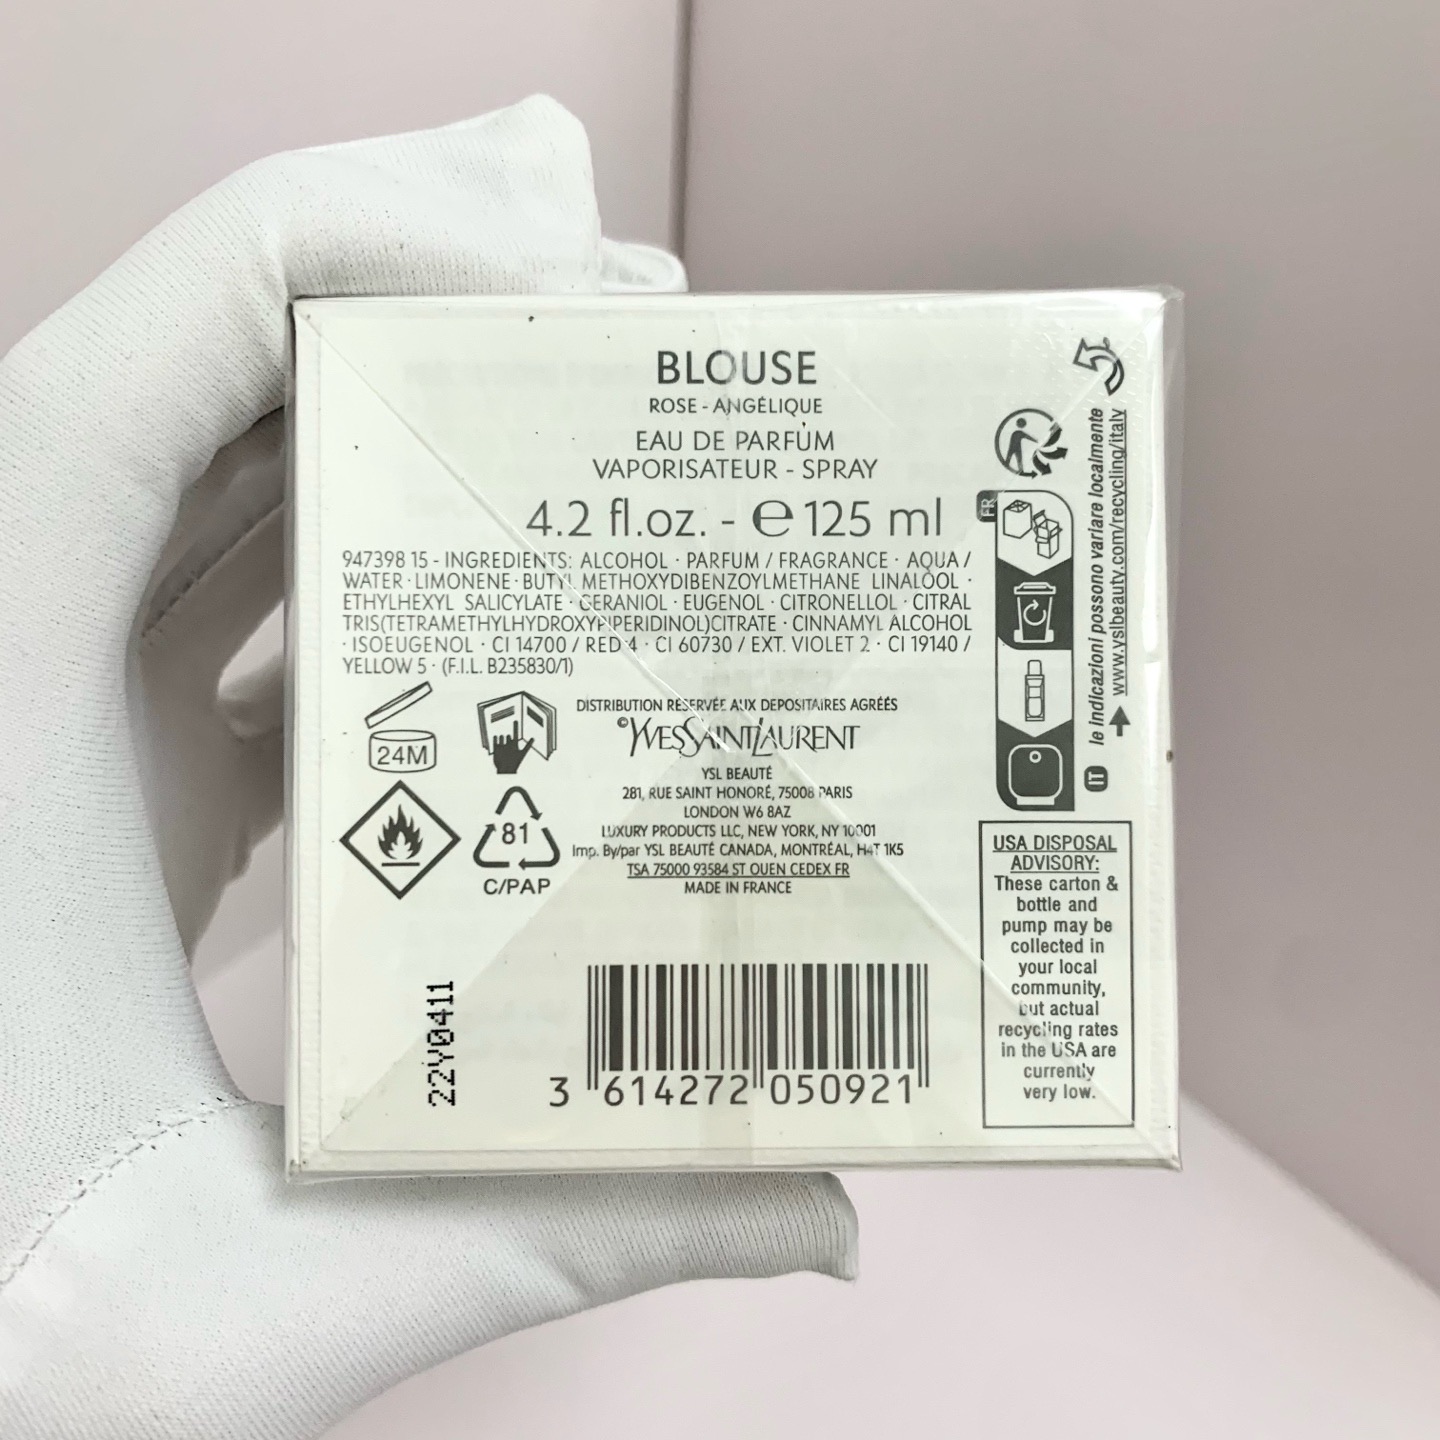 BLOUSE
ROSE - ANGÉLIQUE
EAU DE PARFUM
VAPORISATEUR - SPRAY
4.2 fl.oz. - ℮ 125 ml
947398 15 - INGREDIENTS: ALCOHOL · PARFUM / FRAGRANCE · AQUA /
WATER · LIMONENE · BUTYL METHOXYDIBENZOYLMETHANE LINALOOL ·
ETHYLHEXYL SALICYLATE · GERANIOL · EUGENOL · CITRONELLOL · CITRAL
TRIS(TETRAMETHYLHYDROXYPIPERIDINOL)CITRATE · CINNAMYL ALCOHOL
· ISOEUGENOL · CI 14700 / RED 4 · CI 60730 / EXT. VIOLET 2 · CI 19140 /
YELLOW 5 · (F.I.L. B235830/1)
24M
81
C/PAP
DISTRIBUTION RÉSERVÉE AUX DEPOSITAIRES AGRÉÉS
©YVESSAINTLAURENT
YSL BEAUTÉ
281, RUE SAINT HONORÉ, 75008 PARIS
LONDON W6 8AZ
LUXURY PRODUCTS LLC, NEW YORK, NY 10001
Imp. By/par YSL BEAUTÉ CANADA, MONTRÉAL, H4T 1K5
TSA 75000 93584 ST OUEN CEDEX FR
MADE IN FRANCE
22Y0411
3 614272 050921
FR
IT
le indicazioni possono variare localmente
www.yslbeauty.com/recycling/italy
USA DISPOSAL
ADVISORY:
These carton &
bottle and
pump may be
collected in
your local
community,
but actual
recycling rates
in the USA are
currently
very low.